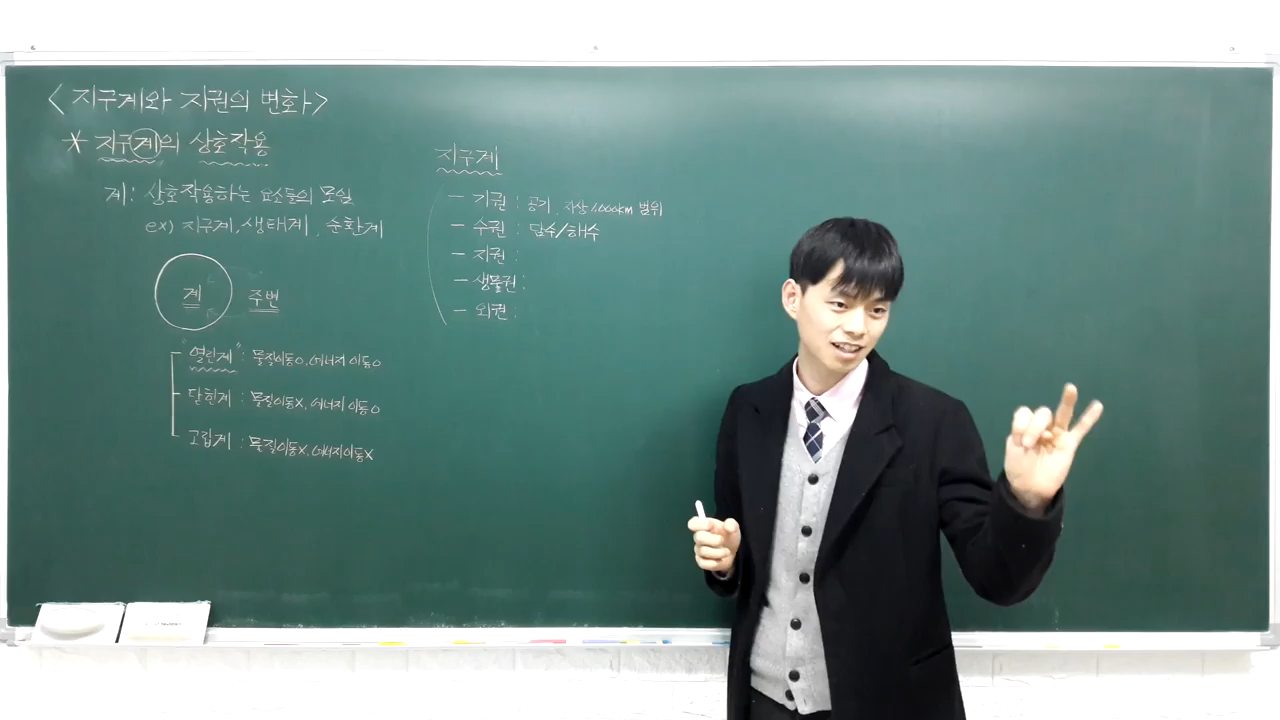 <지구계와 지권의 변화>
* 지구계의 상호작용
계: 상호작용하는 요소들의 모임
ex) 지구계, 생태계, 순환계
계 주변
"열린계": 물질이동O, 에너지 이동O
닫힌계: 물질이동X, 에너지 이동O
고립계: 물질이동X, 에너지이동X
지구계
- 기권: 공기, 지상 1,000km 범위
- 수권: 담수/해수
- 지권:
- 생물권:
- 외권: